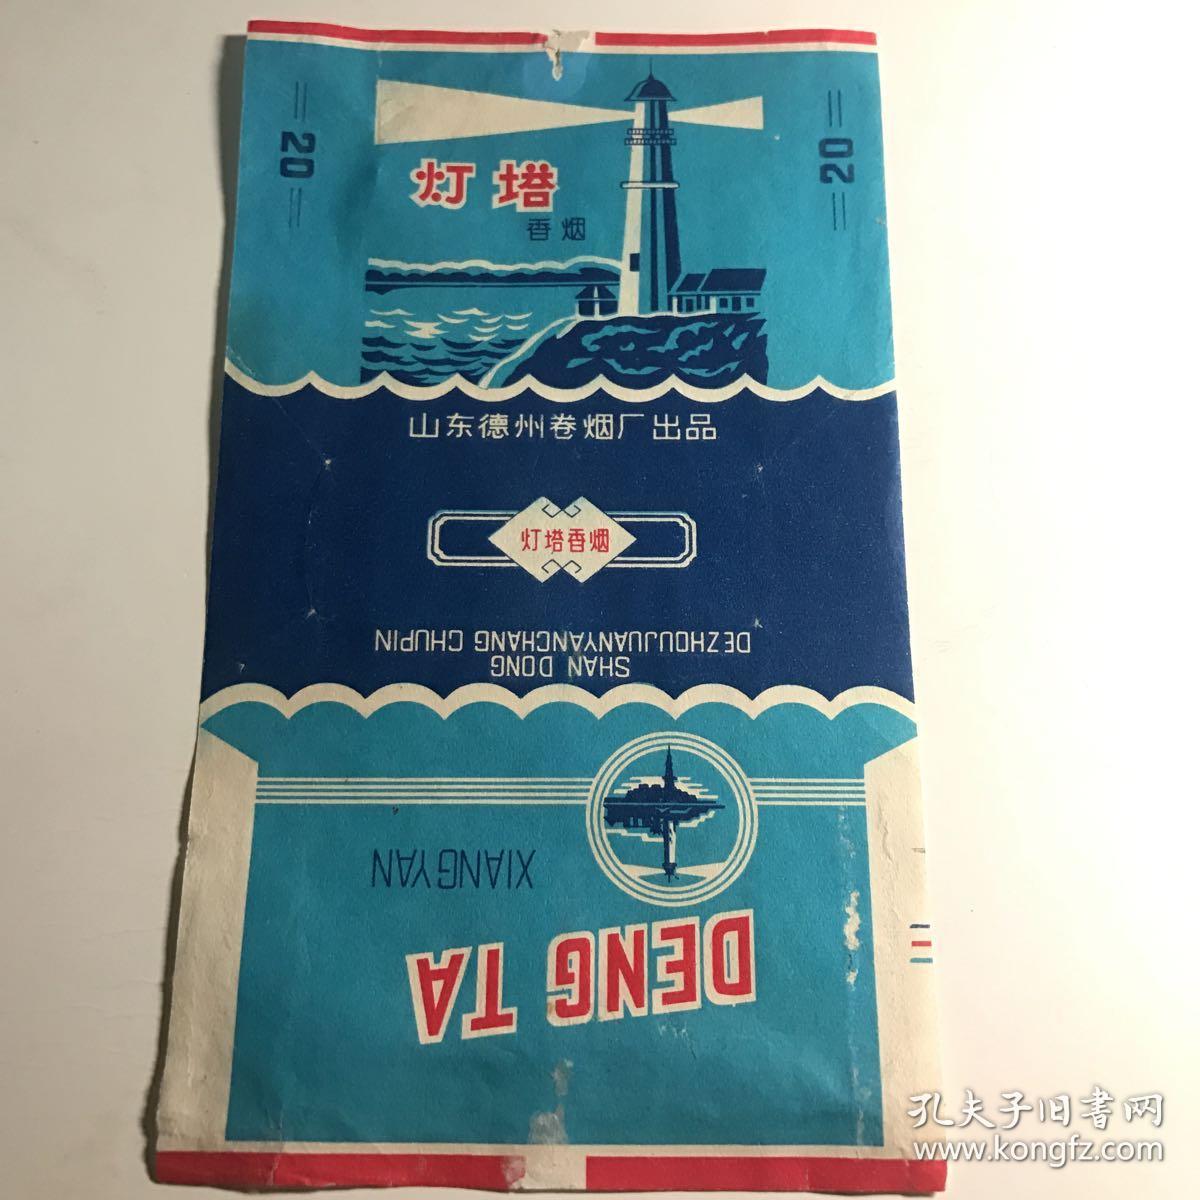 20
20
灯塔
香烟
山东德州卷烟厂出品
灯塔香烟
SHAN DONG
DEZHOUJUANYANCHANG CHUPIN
XIANGYAN
DENG TA
孔夫子旧書网
www.kongfz.com